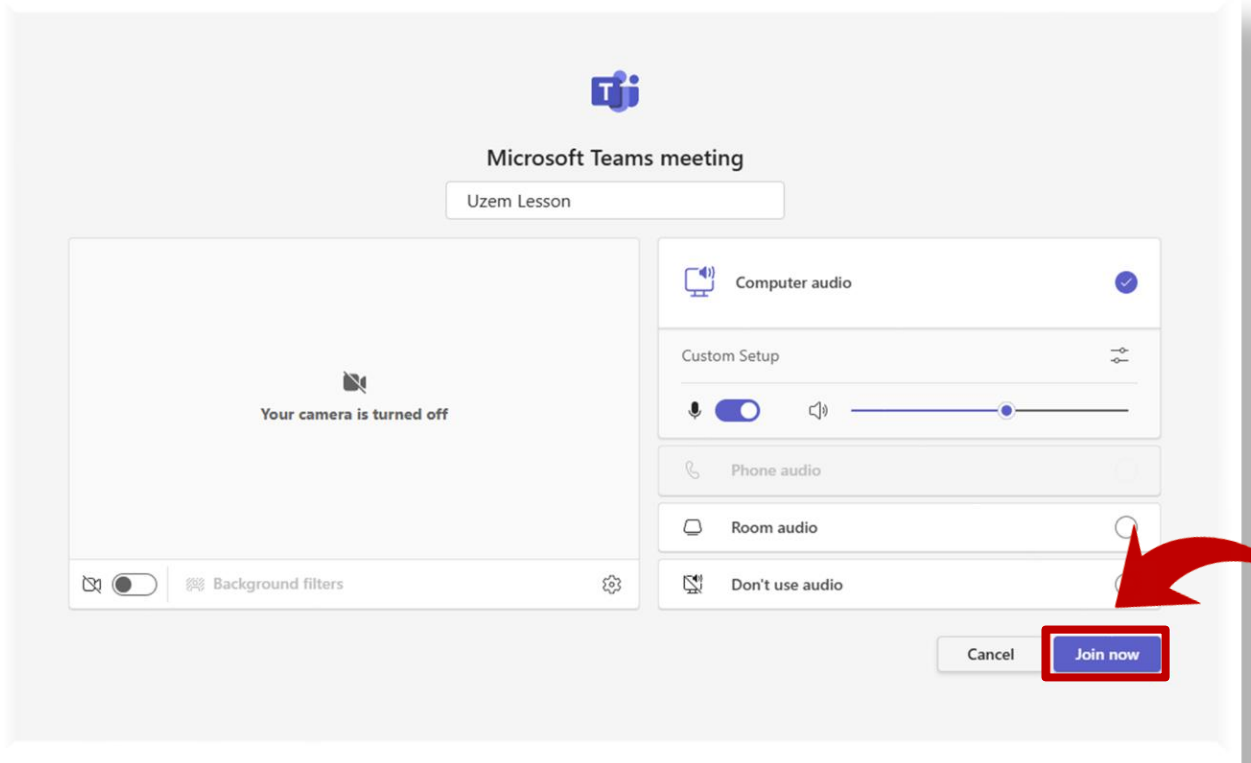 T
Microsoft Teams meeting
Uzem Lesson
Your camera is turned off
Background filters
Computer audio
Custom Setup
Phone audio
Room audio
Don't use audio
Cancel
Join now